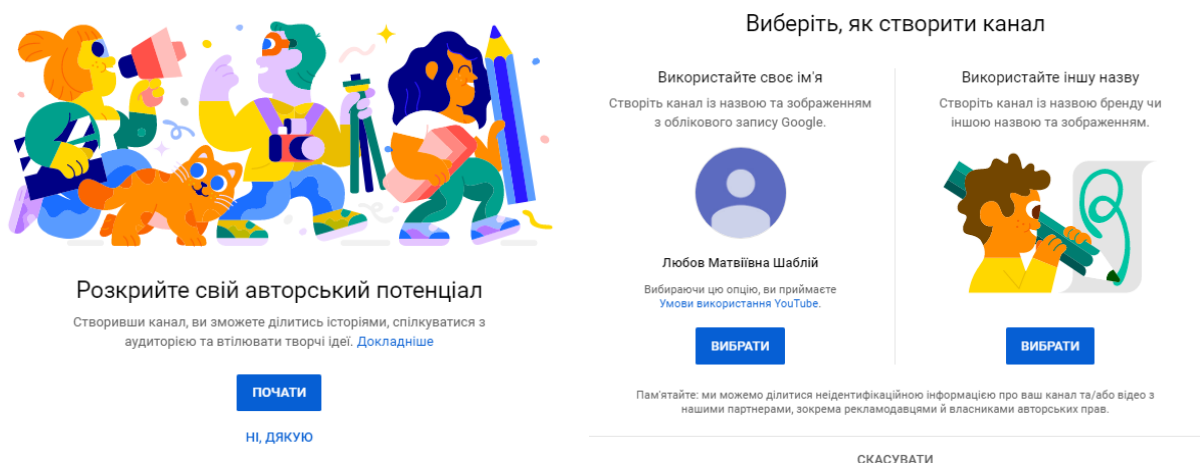 Розкрийте свій авторський потенціал
Створивши канал, ви зможете ділитись історіями, спілкуватися з
аудиторією та втілювати творчі ідеї. Докладніше
ПОЧАТИ
НІ, ДЯКУЮ
Виберіть, як створити канал
Використайте своє ім'я
Створіть канал із назвою та зображенням
з облікового запису Google.
Любов Матвіївна Шаблій
Вибираючи цю опцію, ви приймаєте
Умови використання YouTube.
ВИБРАТИ
Використайте іншу назву
Створіть канал із назвою бренду чи
іншою назвою та зображенням.
ВИБРАТИ
Пам'ятайте: ми можемо ділитися неідентифікаційною інформацією про ваш канал та/або відео з
нашими партнерами, зокрема рекламодавцями й власниками авторських прав.
СКАСУВАТИ